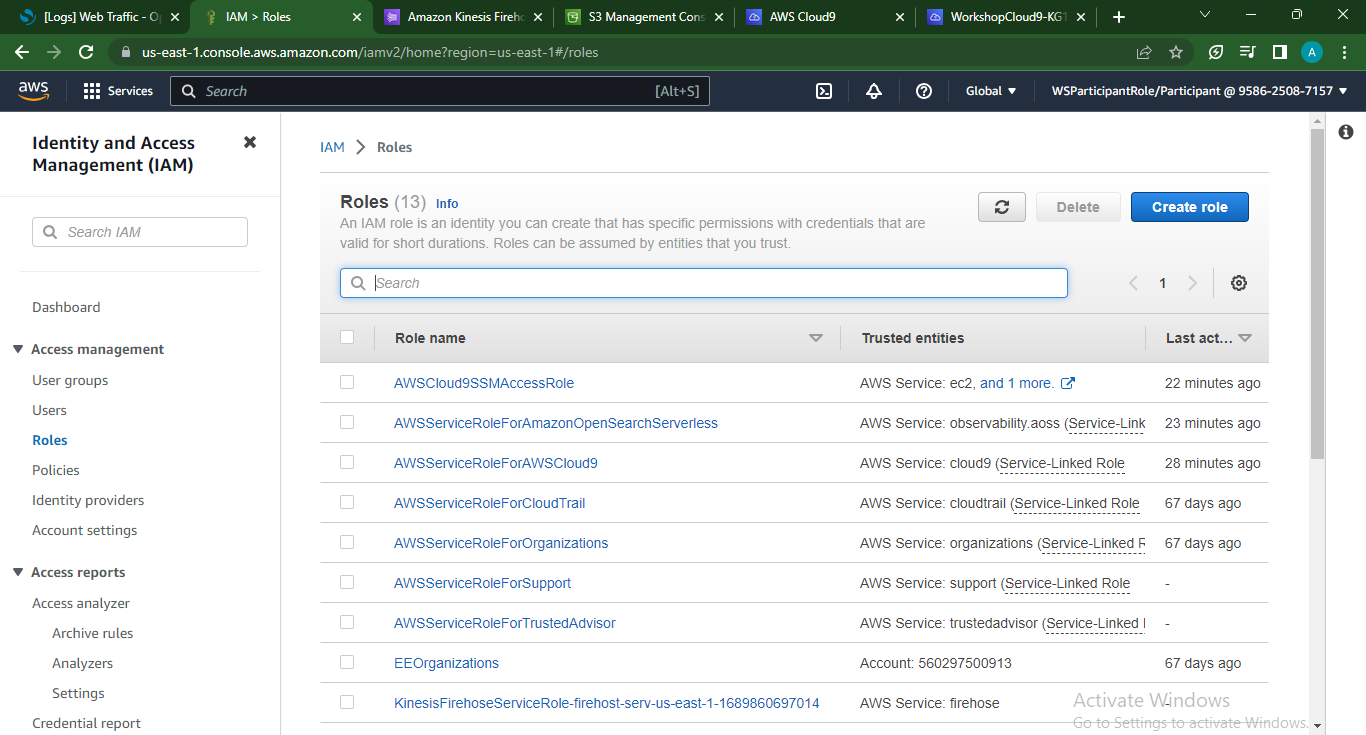 [Logs] Web Traffic - O
IAM > Roles
Amazon Kinesis Fireh
S3 Management Cons
AWS Cloud9
WorkshopCloud9-KG1
us-east-1.console.aws.amazon.com/iamv2/home?region=us-east-1#/roles
A
aws
Services
Search
[Alt+S]
Global
WSParticipantRole/Participant @ 9586-2508-7157
Identity and Access
Management (IAM)
Search IAM
Dashboard
Access management
User groups
Users
Roles
Policies
Identity providers
Account settings
Access reports
Access analyzer
Archive rules
Analyzers
Settings
Credential report
IAM > Roles
Roles (13) Info
An IAM role is an identity you can create that has specific permissions with credentials that are
valid for short durations. Roles can be assumed by entities that you trust.
Delete
Create role
Search
1
Role name
Trusted entities
Last act...
AWSCloud9SSMAccessRole
AWS Service: ec2, and 1 more.
22 minutes ago
AWSServiceRoleForAmazonOpenSearchServerless
AWS Service: observability.aoss (Service-Link
23 minutes ago
AWSServiceRoleForAWSCloud9
AWS Service: cloud9 (Service-Linked Role
28 minutes ago
AWSServiceRoleForCloudTrail
AWS Service: cloudtrail (Service-Linked Role
67 days ago
AWSServiceRoleForOrganizations
AWS Service: organizations (Service-Linked R
67 days ago
AWSServiceRoleForSupport
AWS Service: support (Service-Linked Role
-
AWSServiceRoleForTrustedAdvisor
AWS Service: trustedadvisor (Service-Linked
-
EEOrganizations
Account: 560297500913
67 days ago
KinesisFirehoseServiceRole-firehost-serv-us-east-1-1689860697014
AWS Service: firehose
-
Activate Windows
Go to Settings to activate Windows.